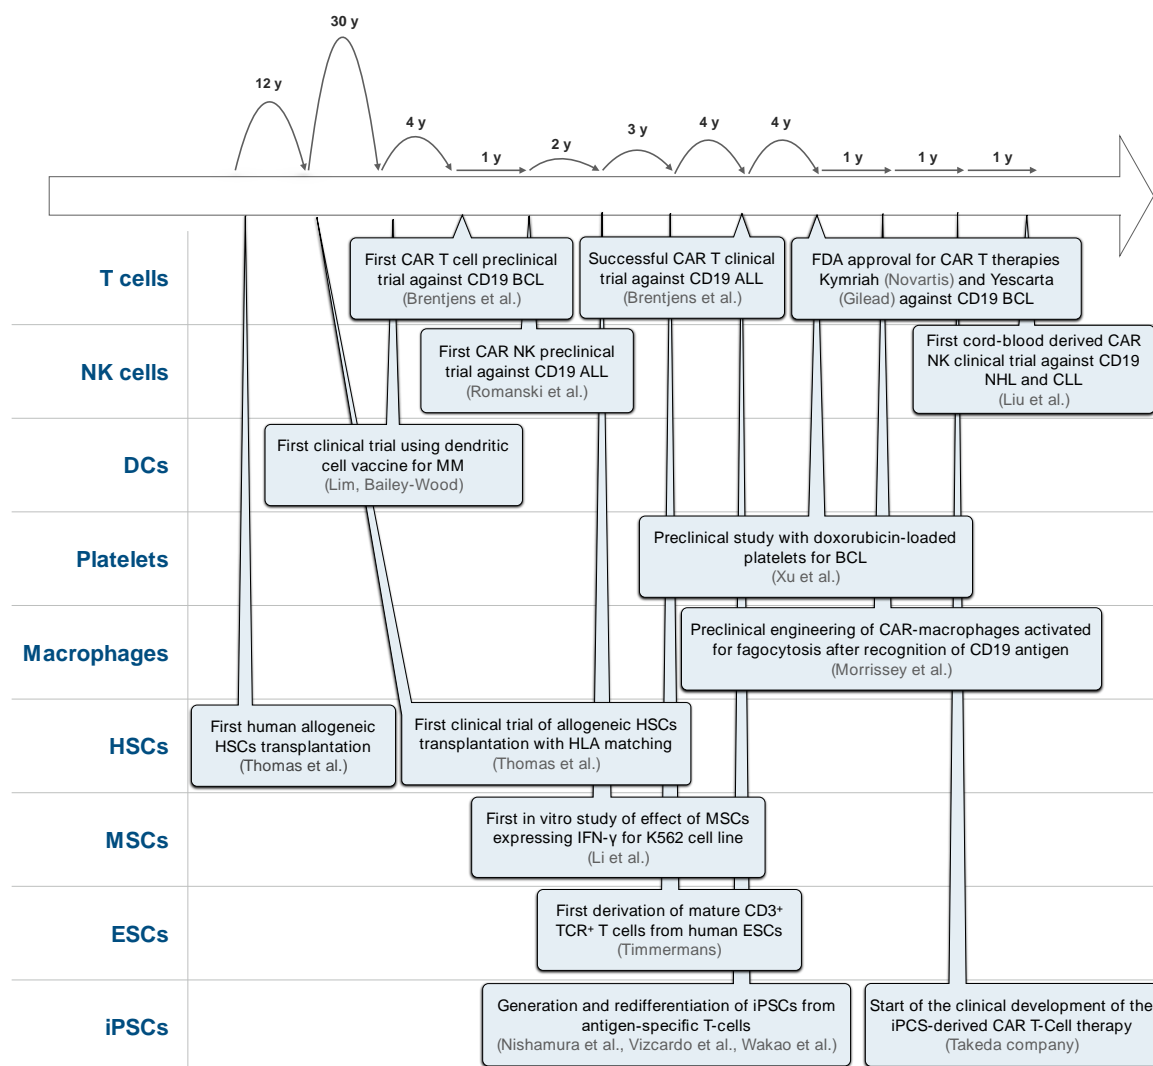 30 y
12 y
4 y
1 y
2 y
3 y
4 y
4 y
1 y
1 y
1 y
T cells
First CAR T cell preclinical
trial against CD19 BCL
(Brentjens et al.)
Successful CAR T clinical
trial against CD19 ALL
(Brentjens et al.)
FDA approval for CAR T therapies
Kymriah (Novartis) and Yescarta
(Gilead) against CD19 BCL
NK cells
First CAR NK preclinical
trial against CD19 ALL
(Romanski et al.)
First cord-blood derived CAR
NK clinical trial against CD19
NHL and CLL
(Liu et al.)
DCs
First clinical trial using dendritic
cell vaccine for MM
(Lim, Bailey-Wood)
Platelets
Preclinical study with doxorubicin-loaded
platelets for BCL
(Xu et al.)
Macrophages
Preclinical engineering of CAR-macrophages activated
for fagocytosis after recognition of CD19 antigen
(Morrissey et al.)
HSCs
First human allogeneic
HSCs transplantation
(Thomas et al.)
First clinical trial of allogeneic HSCs
transplantation with HLA matching
(Thomas et al.)
MSCs
First in vitro study of effect of MSCs
expressing IFN-γ for K562 cell line
(Li et al.)
ESCs
First derivation of mature CD3⁺
TCR⁺ T cells from human ESCs
(Timmermans)
iPSCs
Generation and redifferentiation of iPSCs from
antigen-specific T-cells
(Nishamura et al., Vizcardo et al., Wakao et al.)
Start of the clinical development of the
iPCS-derived CAR T-Cell therapy
(Takeda company)